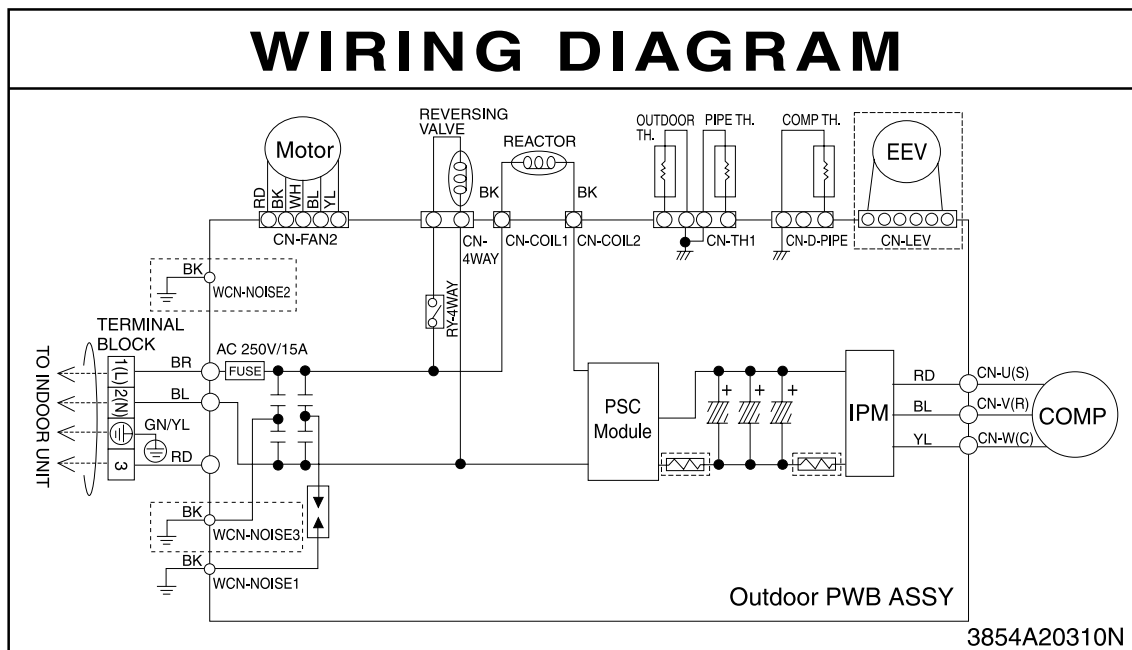 WIRING DIAGRAM
REVERSING
VALVE
REACTOR
OUTDOOR
TH.
PIPE TH.
COMP TH.
EEV
Motor
RD
BK
WH
BL
YL
BK
BK
CN-FAN2
CN-
4WAY
CN-COIL1
CN-COIL2
CN-TH1
CN-D-PIPE
CN-LEV
BK
WCN-NOISE2
RY-4WAY
TERMINAL
BLOCK
TO INDOOR UNIT
1(L)
2(N)
3
BR
BL
GN/YL
RD
AC 250V/15A
FUSE
PSC
Module
+
+
+
IPM
RD
BL
YL
CN-U(S)
CN-V(R)
CN-W(C)
COMP
BK
WCN-NOISE3
BK
WCN-NOISE1
Outdoor PWB ASSY
3854A20310N